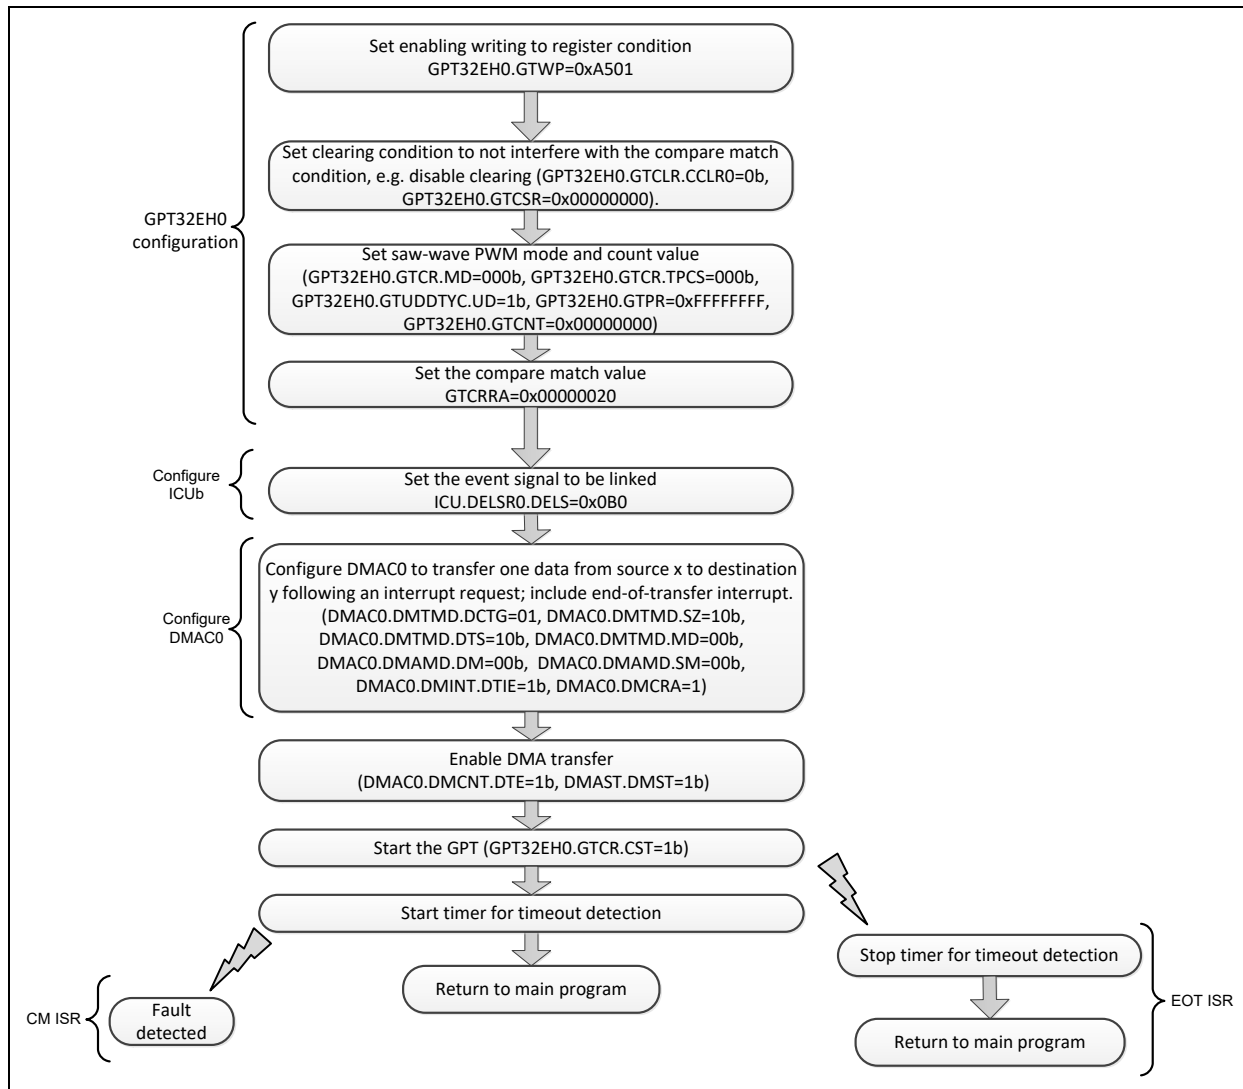 Set enabling writing to register condition
GPT32EH0.GTWP=0xA501
Set clearing condition to not interfere with the compare match
condition, e.g. disable clearing (GPT32EH0.GTCLR.CCLR0=0b,
GPT32EH0.GTCSR=0x00000000).
GPT32EH0
configuration
Set saw-wave PWM mode and count value
(GPT32EH0.GTCR.MD=000b, GPT32EH0.GTCR.TPCS=000b,
GPT32EH0.GTUDDTYC.UD=1b, GPT32EH0.GTPR=0xFFFFFFFF,
GPT32EH0.GTCNT=0x00000000)
Set the compare match value
GTCRRA=0x00000020
Configure
ICUb
Set the event signal to be linked
ICU.DELSR0.DELS=0x0B0
Configure DMAC0 to transfer one data from source x to destination
y following an interrupt request; include end-of-transfer interrupt.
(DMAC0.DMTMD.DCTG=01, DMAC0.DMTMD.SZ=10b,
DMAC0.DMTMD.DTS=10b, DMAC0.DMTMD.MD=00b,
DMAC0.DMAMD.DM=00b, DMAC0.DMAMD.SM=00b,
DMAC0.DMINT.DTIE=1b, DMAC0.DMCRA=1)
Configure
DMAC0
Enable DMA transfer
(DMAC0.DMCNT.DTE=1b, DMAST.DMST=1b)
Start the GPT (GPT32EH0.GTCR.CST=1b)
Start timer for timeout detection
Return to main program
CM ISR
Fault
detected
Stop timer for timeout detection
Return to main program
EOT ISR